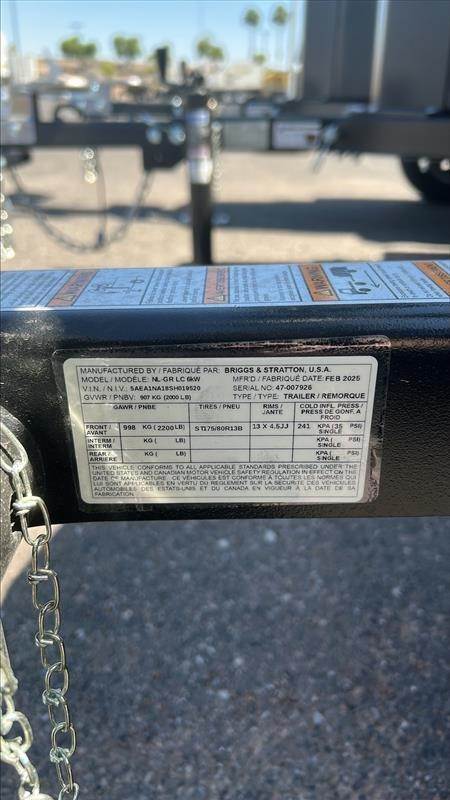 MANUFACTURED BY / FABRIQUÉ PAR: BRIGGS & STRATTON, U.S.A.
MODEL / MODÈLE: NL-GR LC 6kW MFR'D / FABRIQUÉ DATE: FEB 2025
V.I.N. / N.I.V.: 5AEA1NA18SH019520 SERIAL NO: 47-007926
GVWR / PNBV: 907 KG (2000 LB) TYPE / TYPE: TRAILER / REMORQUE
GAWR / PNBE TIRES / PNEU RIMS / JANTE COLD INFL. PRESS / PRESS DE GONF. A FROID
FRONT / AVANT 998 KG (2200 LB) ST175/80R13B 13 X 4.5JJ 241 KPA (35 PSI) SINGLE
INTERM / INTERM KG ( LB) KPA ( PSI) SINGLE
REAR / ARRIERE KG ( LB) KPA ( PSI) SINGLE
THIS VEHICLE CONFORMS TO ALL APPLICABLE STANDARDS PRESCRIBED UNDER THE
UNITED STATES AND CANADIAN MOTOR VEHICLE SAFETY REGULATION IN EFFECT ON THE
DATE OF MANUFACTURE. CE VEHICULES EST CONFORME À TOUTES LES NORMES QUI
LUI SONT APPLICABLES EN VERTU DU REGLEMENT SUR LA SECURITE DES VÉHICULES
AUTOMOBILES DES ETATS-UNIS ET DU CANADA EN VIGUEUR À LA DATE DE SA
FABRICATION.